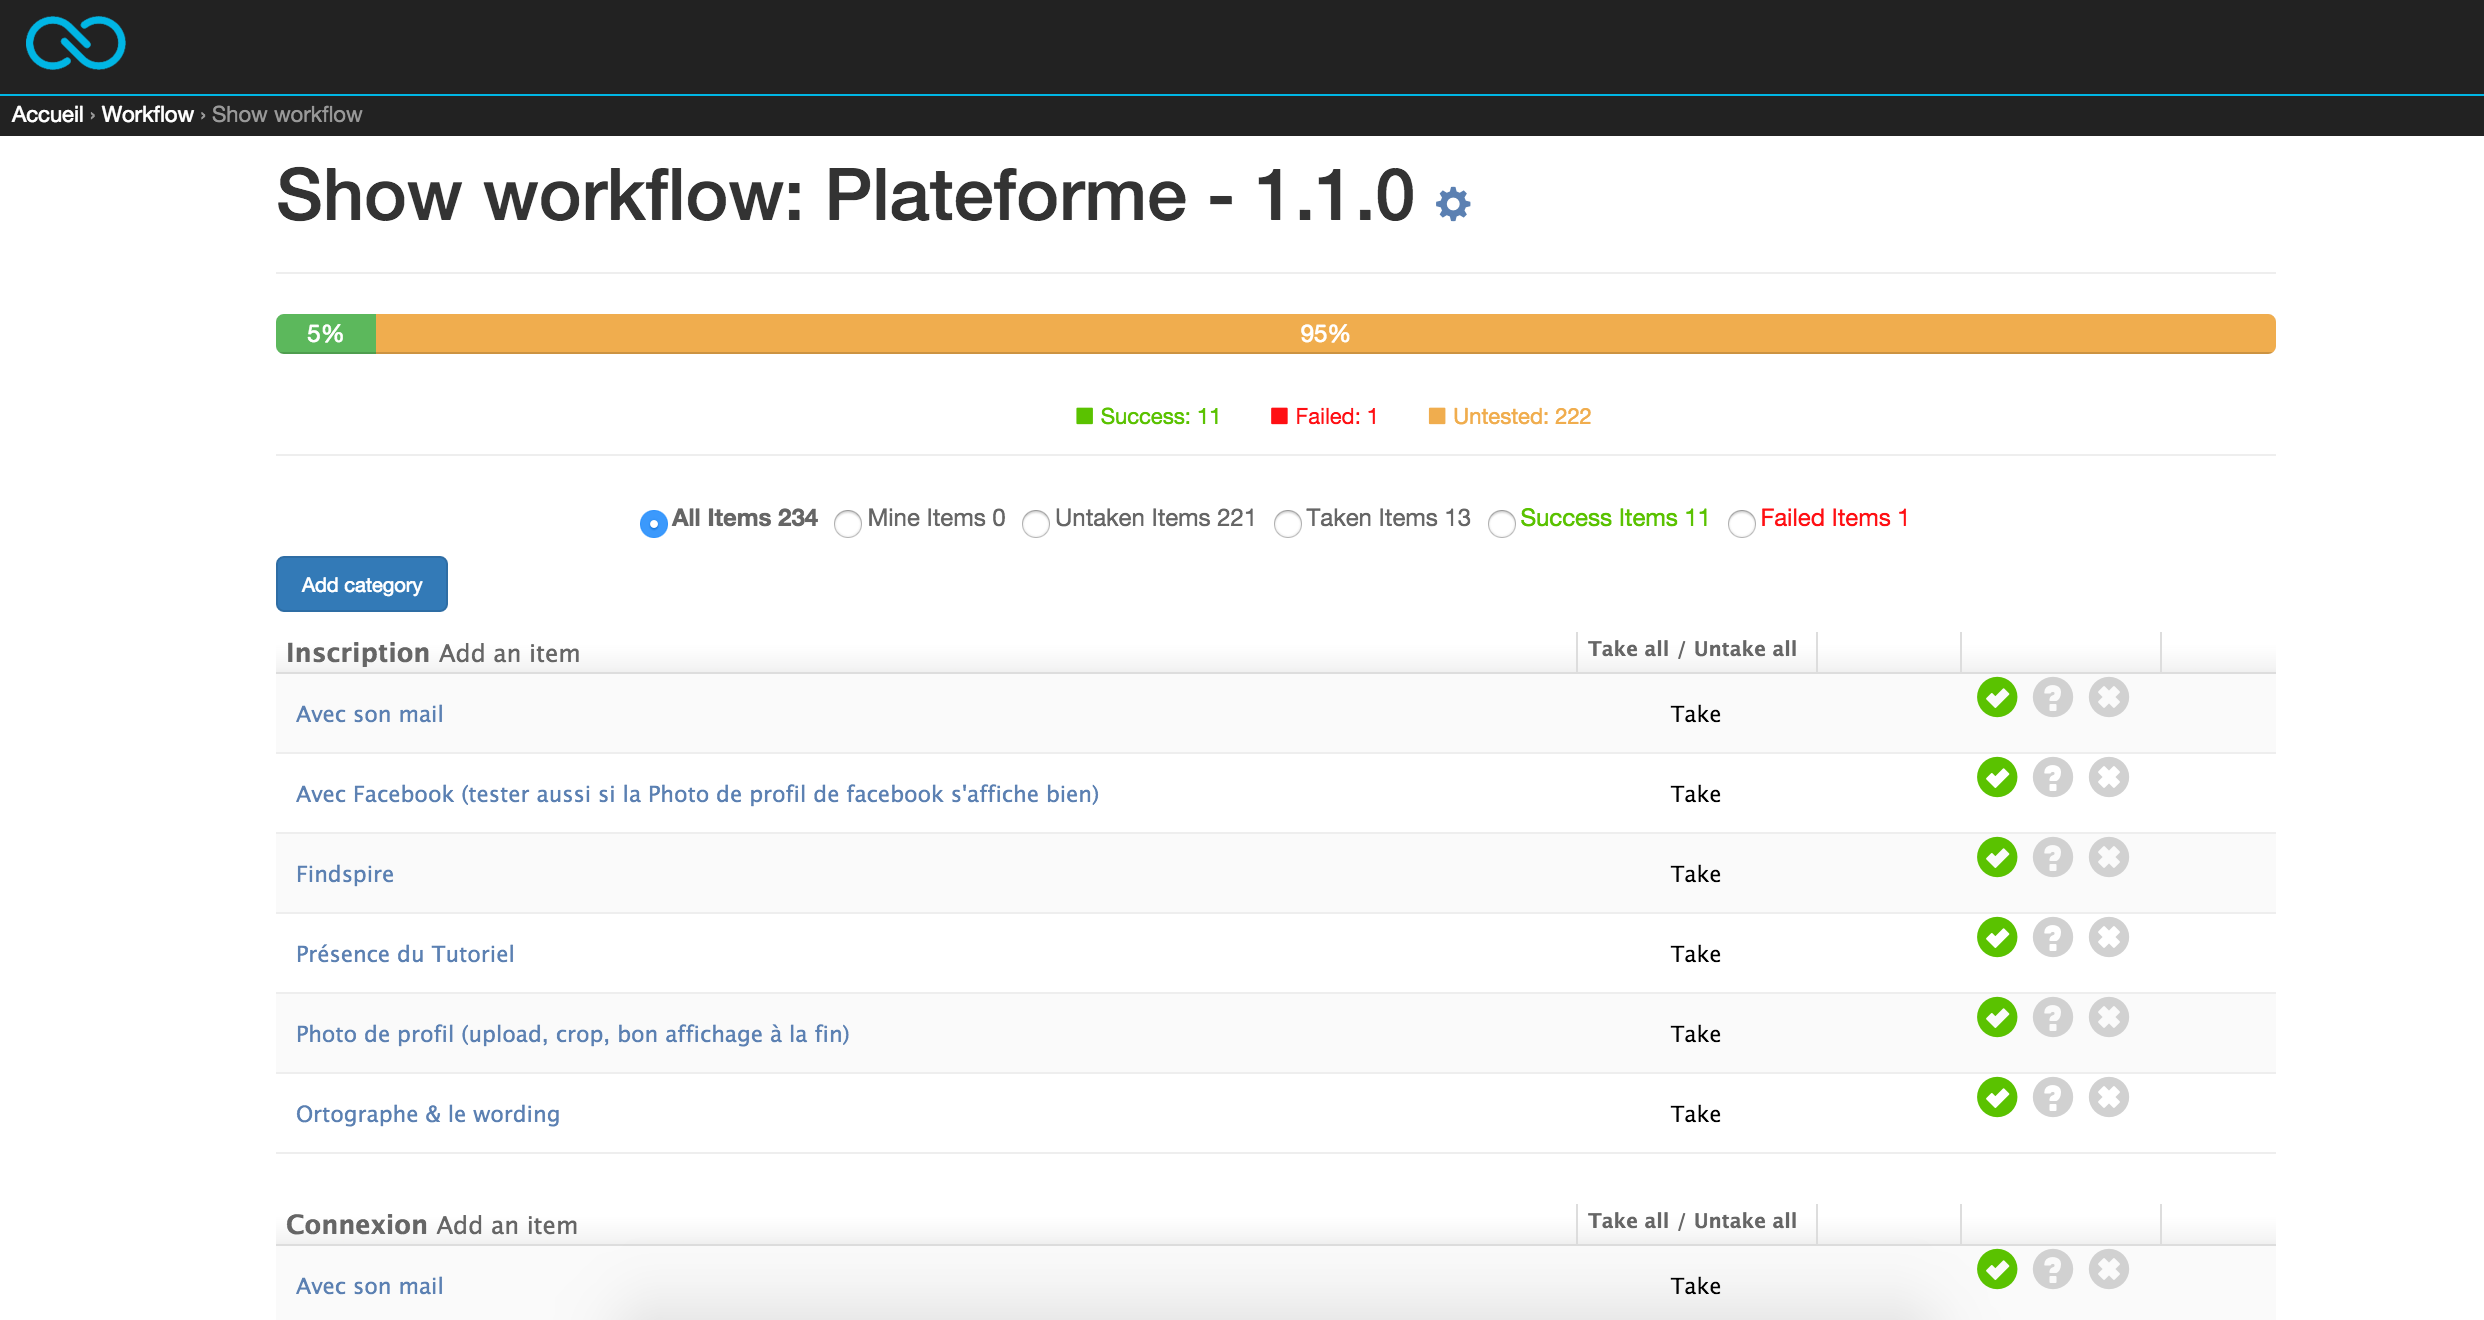 Accueil › Workflow › Show workflow
Show workflow: Plateforme - 1.1.0
5% 95%
Success: 11 Failed: 1 Untested: 222
All Items 234 Mine Items 0 Untaken Items 221 Taken Items 13 Success Items 11 Failed Items 1
Add category
Inscription Add an item Take all / Untake all
Avec son mail Take
Avec Facebook (tester aussi si la Photo de profil de facebook s'affiche bien) Take
Findspire Take
Présence du Tutoriel Take
Photo de profil (upload, crop, bon affichage à la fin) Take
Ortographe & le wording Take
Connexion Add an item Take all / Untake all
Avec son mail Take